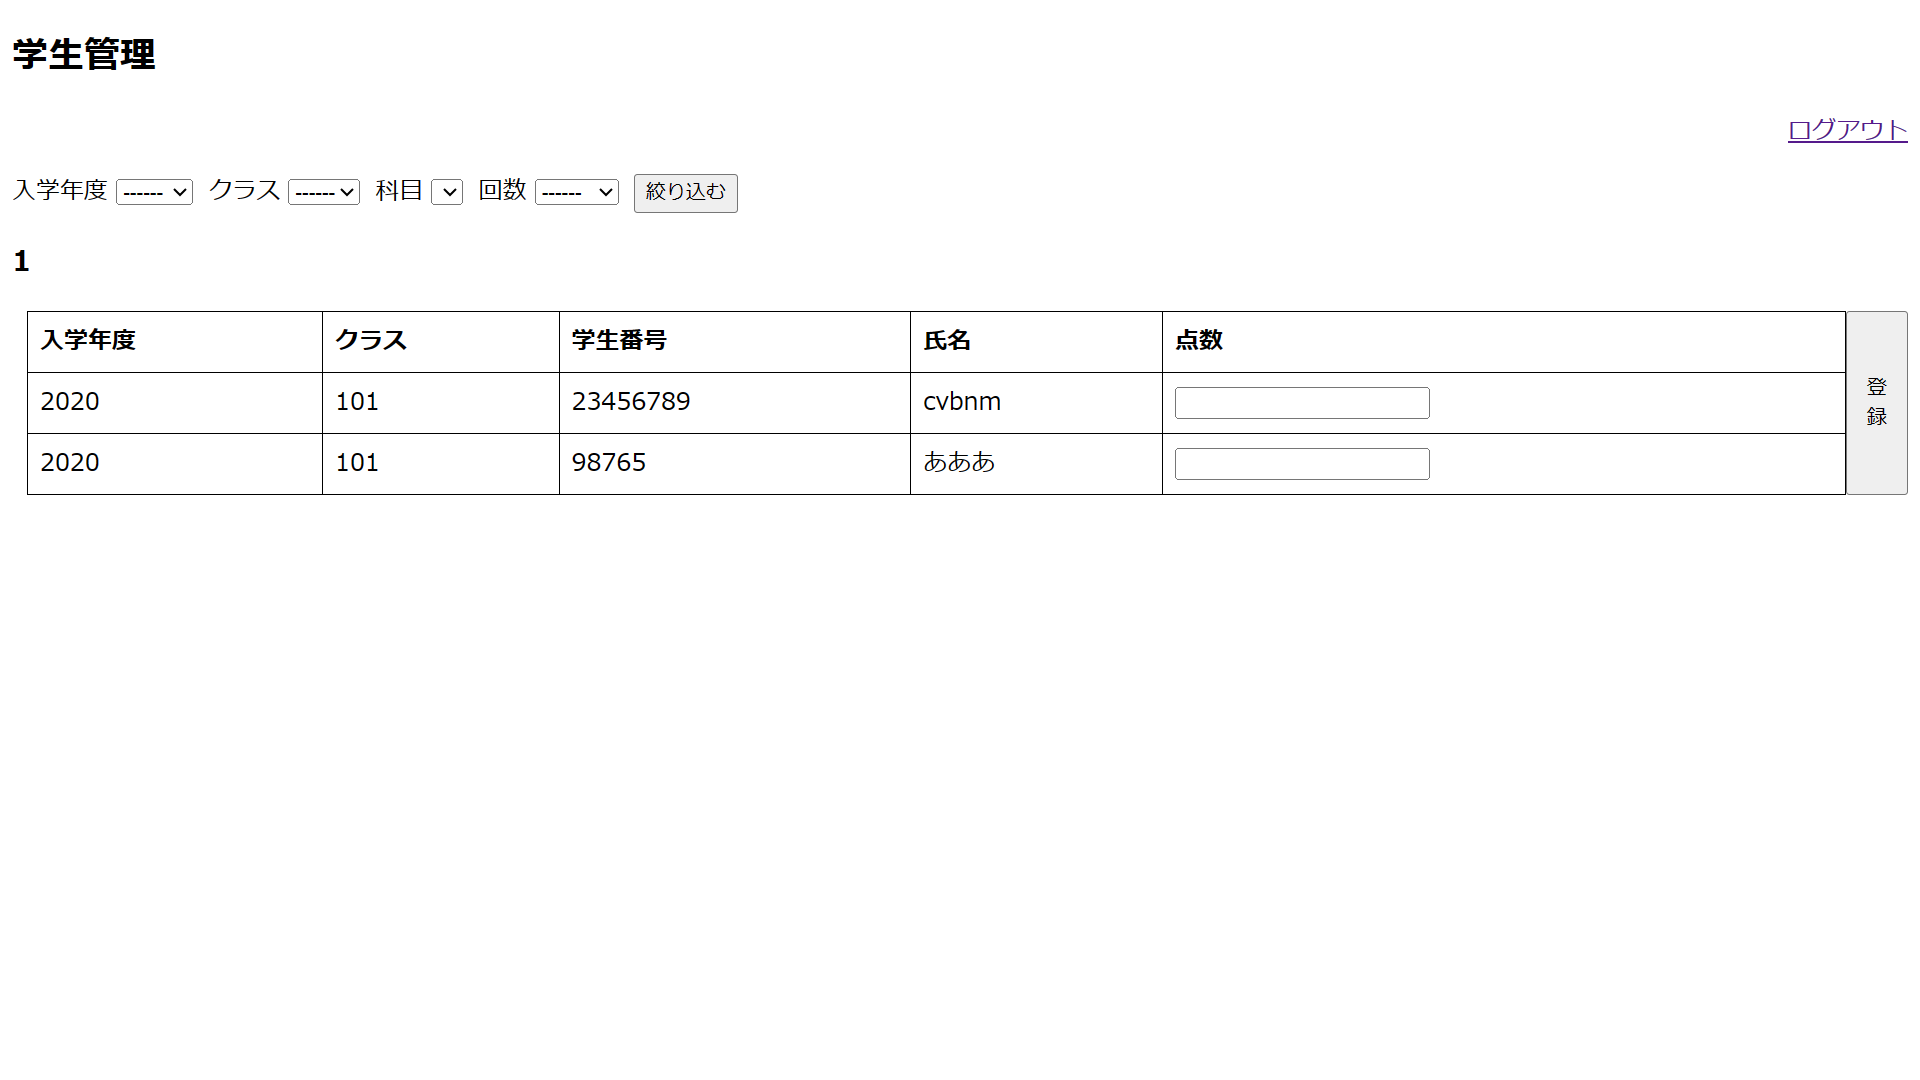 学生管理
ログアウト
入学年度 ------ クラス ------ 科目 回数 ------ 絞り込む
1
入学年度 クラス 学生番号 氏名 点数
2020 101 23456789 cvbnm
2020 101 98765 あああ
登
録